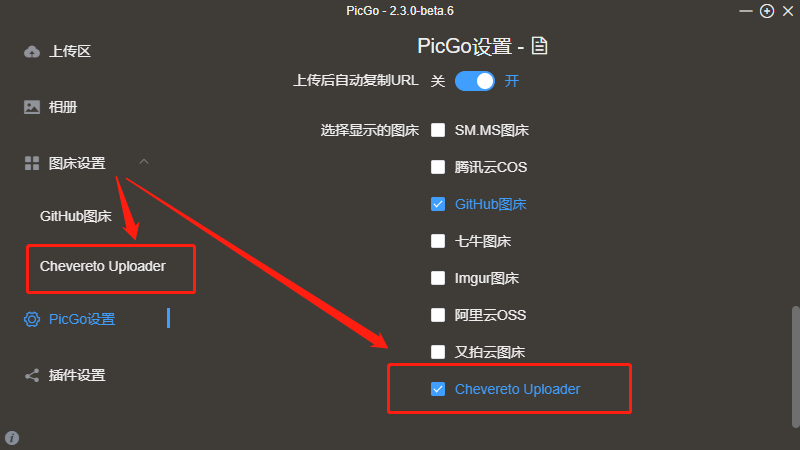 PicGo - 2.3.0-beta.6
上传区
相册
图床设置
GitHub图床
Chevereto Uploader
PicGo设置
插件设置
PicGo设置 -
上传后自动复制URL 关 开
选择显示的图床
SM.MS图床
腾讯云COS
GitHub图床
七牛图床
Imgur图床
阿里云OSS
又拍云图床
Chevereto Uploader